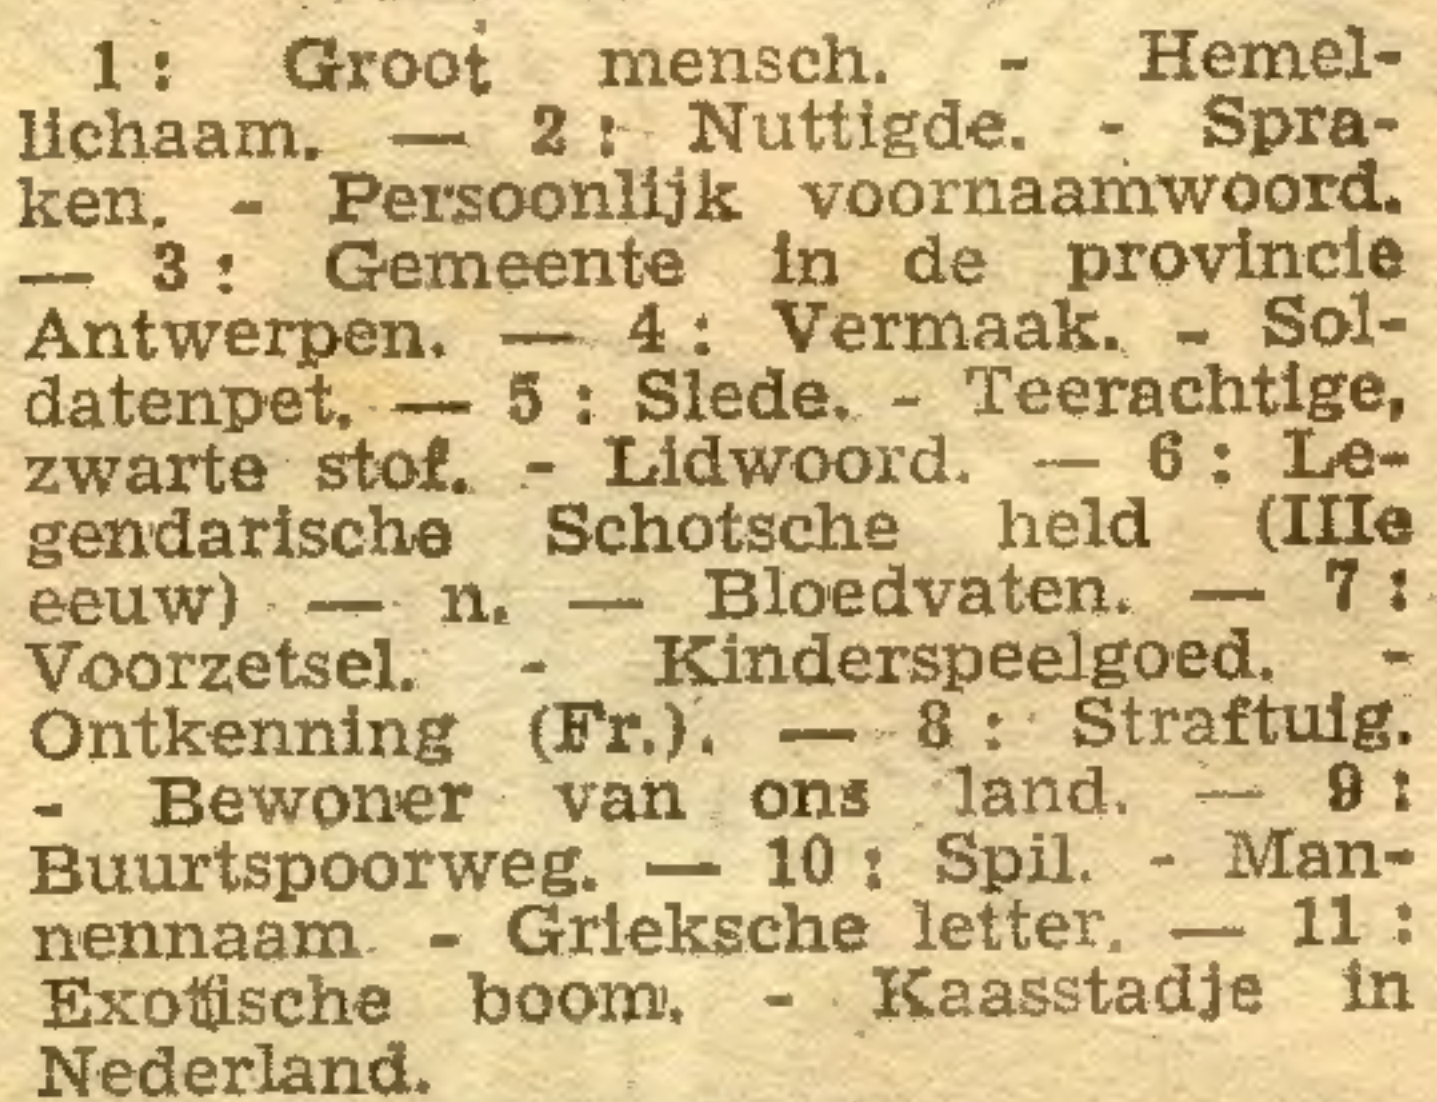 1 : Groot mensch. - Hemel-
lichaam. — 2 : Nuttigde. - Spra-
ken. - Persoonlijk voornaamwoord.
— 3 : Gemeente in de provincie
Antwerpen. — 4 : Vermaak. - Sol-
datenpet. — 5 : Slede. - Teerachtige,
zwarte stof. - Lidwoord. — 6 : Le-
gendarische Schotsche held (IIIe
eeuw) — n. — Bloedvaten. — 7 :
Voorzetsel. - Kinderspeelgoed. -
Ontkenning (Fr.). — 8 : Straftuig.
- Bewoner van ons land. — 9 :
Buurtspoorweg. — 10 : Spil. - Man-
nennaam - Grieksche letter. — 11 :
Exotische boom. - Kaasstadje in
Nederland.